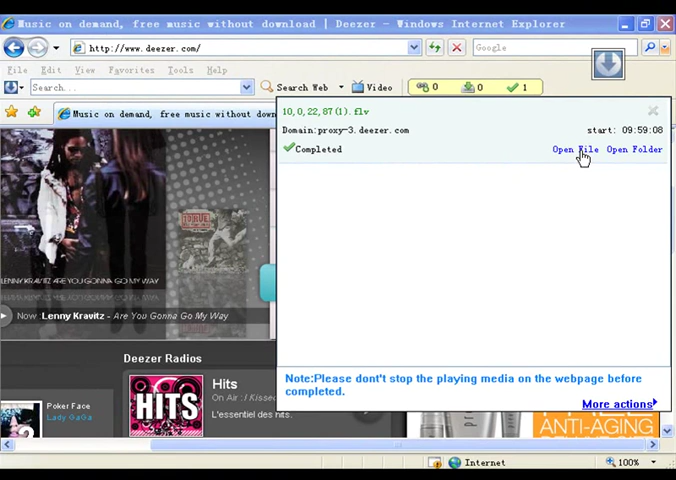 Music on demand, free music without download | Deezer - Windows Internet Explorer
http://www.deezer.com/
Google
File Edit View Favorites Tools Help
Search... Search Web Video 0 0 1
Music on demand, free music without down
10,0,22,87(1).flv
Domain:proxy-3.deezer.com start: 09:59:08
Completed Open File Open Folder
LENNY KRAVITZ ARE YOU GONNA GO MY WAY
Now : Lenny Kravitz - Are You Gonna Go My Way
Deezer Radios
Hits
On Air : / Kisse
L'essentiel des hits.
HITS
Poker Face
Lady GaGa
Note:Please don't stop the playing media on the webpage before
completed.
More actions
ANTI-AGING
Internet 100%